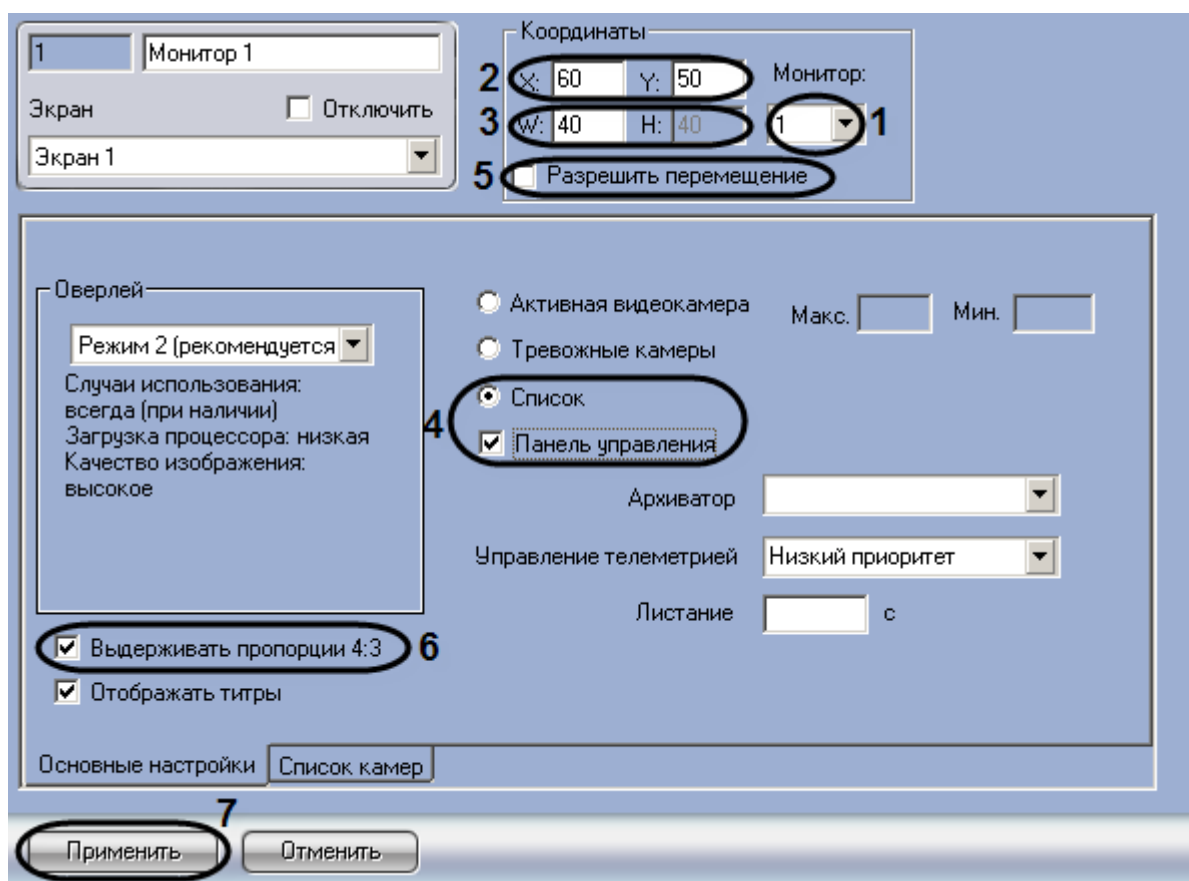 1 Монитор 1
Экран Отключить
Экран 1
Координаты
2 X: 60 Y: 50 Монитор:
3 W: 40 H: 40 1 1
5 Разрешить перемещение
Оверлей
Режим 2 (рекомендуется
Случаи использования:
всегда (при наличии)
Загрузка процессора: низкая
Качество изображения:
высокое
Активная видеокамера Макс. Мин.
Тревожные камеры
4 Список
Панель управления
Архиватор
Управление телеметрией Низкий приоритет
Листание с
Выдерживать пропорции 4:3 6
Отображать титры
Основные настройки Список камер
7
Применить Отменить